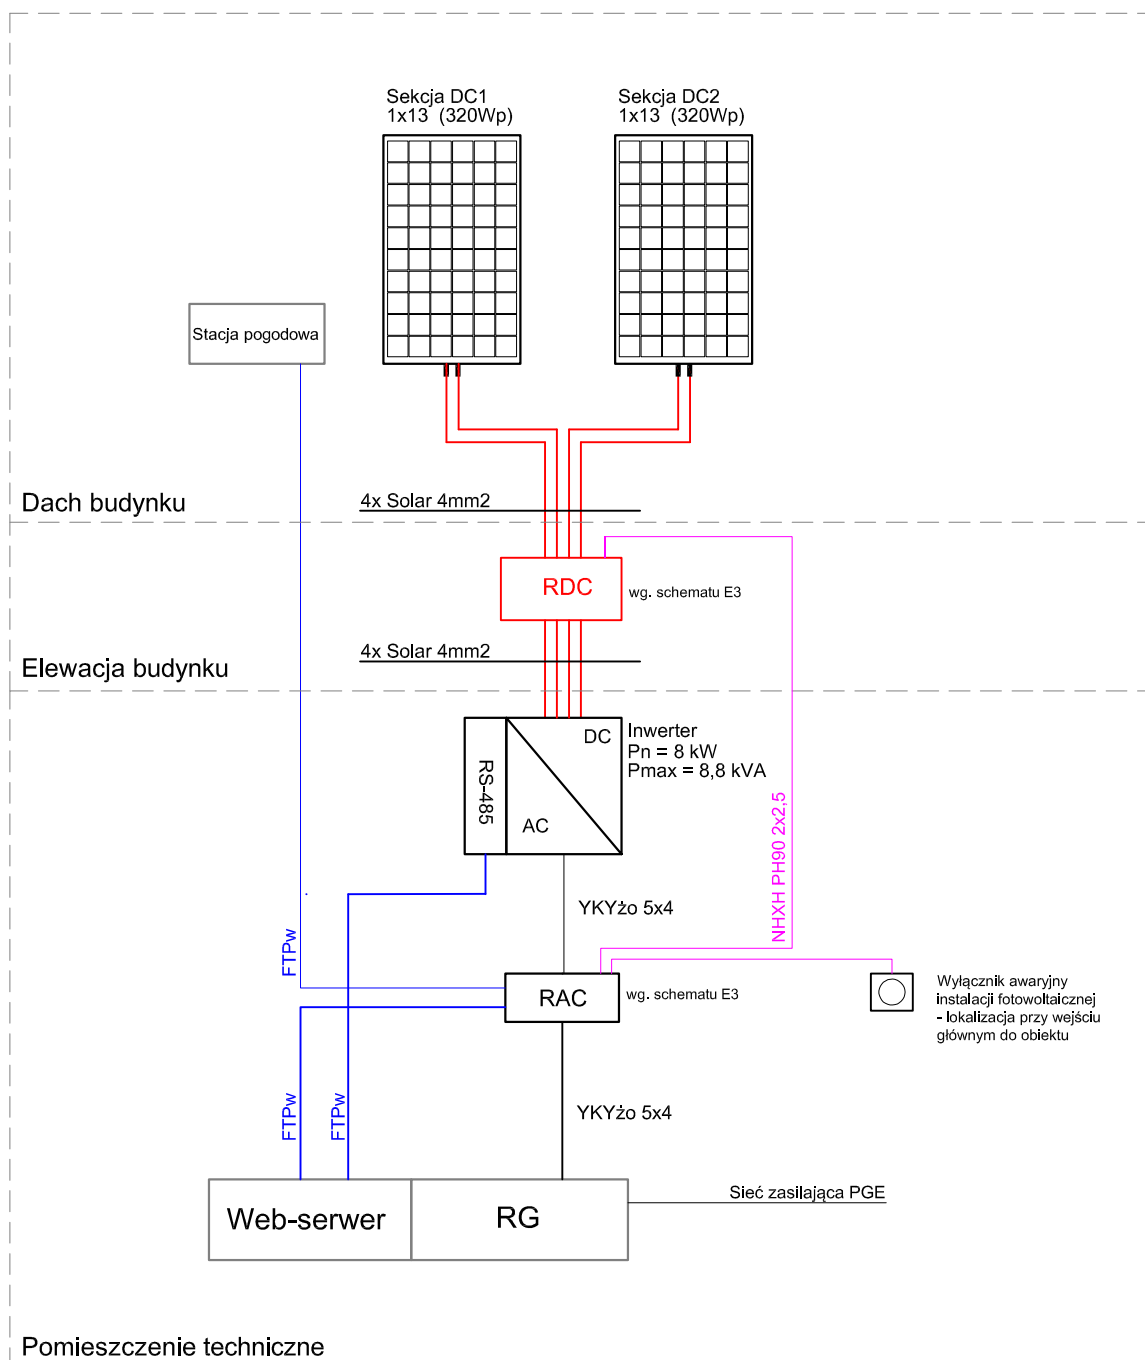 Sekcja DC1
1x13 (320Wp)
Sekcja DC2
1x13 (320Wp)
Stacja pogodowa
Dach budynku
4x Solar 4mm2
RDC
wg. schematu E3
4x Solar 4mm2
Elewacja budynku
RS-485
DC
AC
Inwerter
Pn = 8 kW
Pmax = 8,8 kVA
NHXH PH90 2x2,5
YKYżo 5x4
FTPw
RAC
wg. schematu E3
Wyłącznik awaryjny
instalacji fotowoltaicznej
- lokalizacja przy wejściu
głównym do obiektu
FTPw
FTPw
YKYżo 5x4
Web-serwer
RG
Sieć zasilająca PGE
Pomieszczenie techniczne